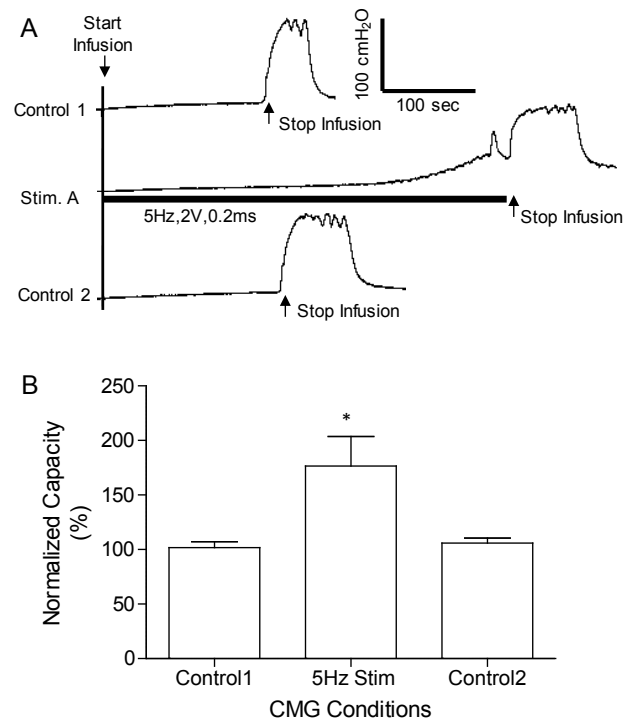 A
Start
Infusion
100 cmH₂O
100 sec
Control 1
Stop Infusion
Stim. A
5Hz,2V,0.2ms
Stop Infusion
Control 2
Stop Infusion
B
250
200
150
100
50
0
Normalized Capacity
(%)
*
Control1
5Hz Stim
Control2
CMG Conditions